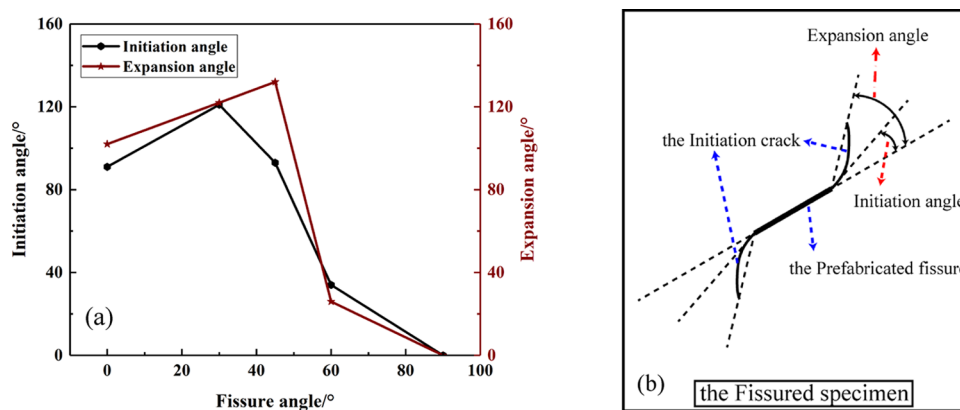 160
120
80
40
0
Initiation angle/°
Initiation angle
Expansion angle
(a)
0
20
40
60
80
100
Fissure angle/°
160
120
80
40
0
Expansion angle/°
Expansion angle
the Initiation crack
Initiation angle
the Prefabricated fissure
(b)
the Fissured specimen